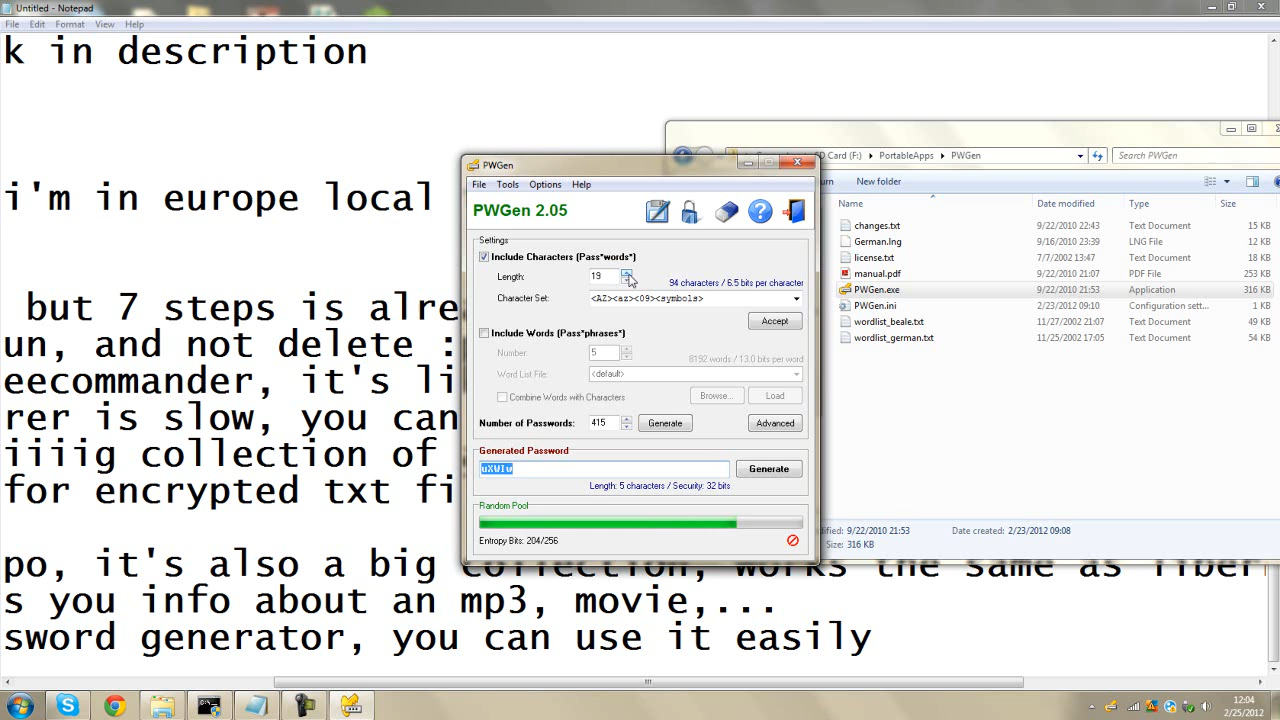 Untitled - Notepad
File Edit Format View Help
k in description
i'm in europe local
but 7 steps is alre
un, and not delete :
eecommander, it's li
rer is slow, you can
iiiig collection of
for encrypted txt fi
po, it's also a big collection, works the same as
s you info about an mp3, movie,...
sword generator, you can use it easily
PWGen
File Tools Options Help
PWGen 2.05
Settings
Include Characters (Pass*words*)
Length: 19
94 characters / 6.5 bits per character
Character Set: <AZ><az><09><symbols>
Accept
Include Words (Pass*phrases*)
Number: 5
8192 words / 13.0 bits per word
Word List File: <default>
Combine Words with Characters Browse... Load
Number of Passwords: 415 Generate Advanced
Generated Password
uXWIw Generate
Length: 5 characters / Security: 32 bits
Random Pool
Entropy Bits: 204/256
SD Card (F:) PortableApps PWGen Search PWGen
New folder
Name Date modified Type Size
changes.txt 9/22/2010 22:43 Text Document 15 KB
German.lng 9/16/2010 23:39 LNG File 12 KB
license.txt 7/7/2002 13:47 Text Document 18 KB
manual.pdf 9/22/2010 22:43 PDF File 253 KB
PWGen.exe 9/22/2010 21:53 Application 316 KB
PWGen.ini 2/23/2012 09:10 Configuration sett... 1 KB
wordlist_beale.txt 11/27/2002 21:07 Text Document 59 KB
wordlist_german.txt 11/25/2002 17:05 Text Document 54 KB
9/22/2010 21:53 Date created: 2/23/2012 09:08
Size: 316 KB
12:04
2/25/2012